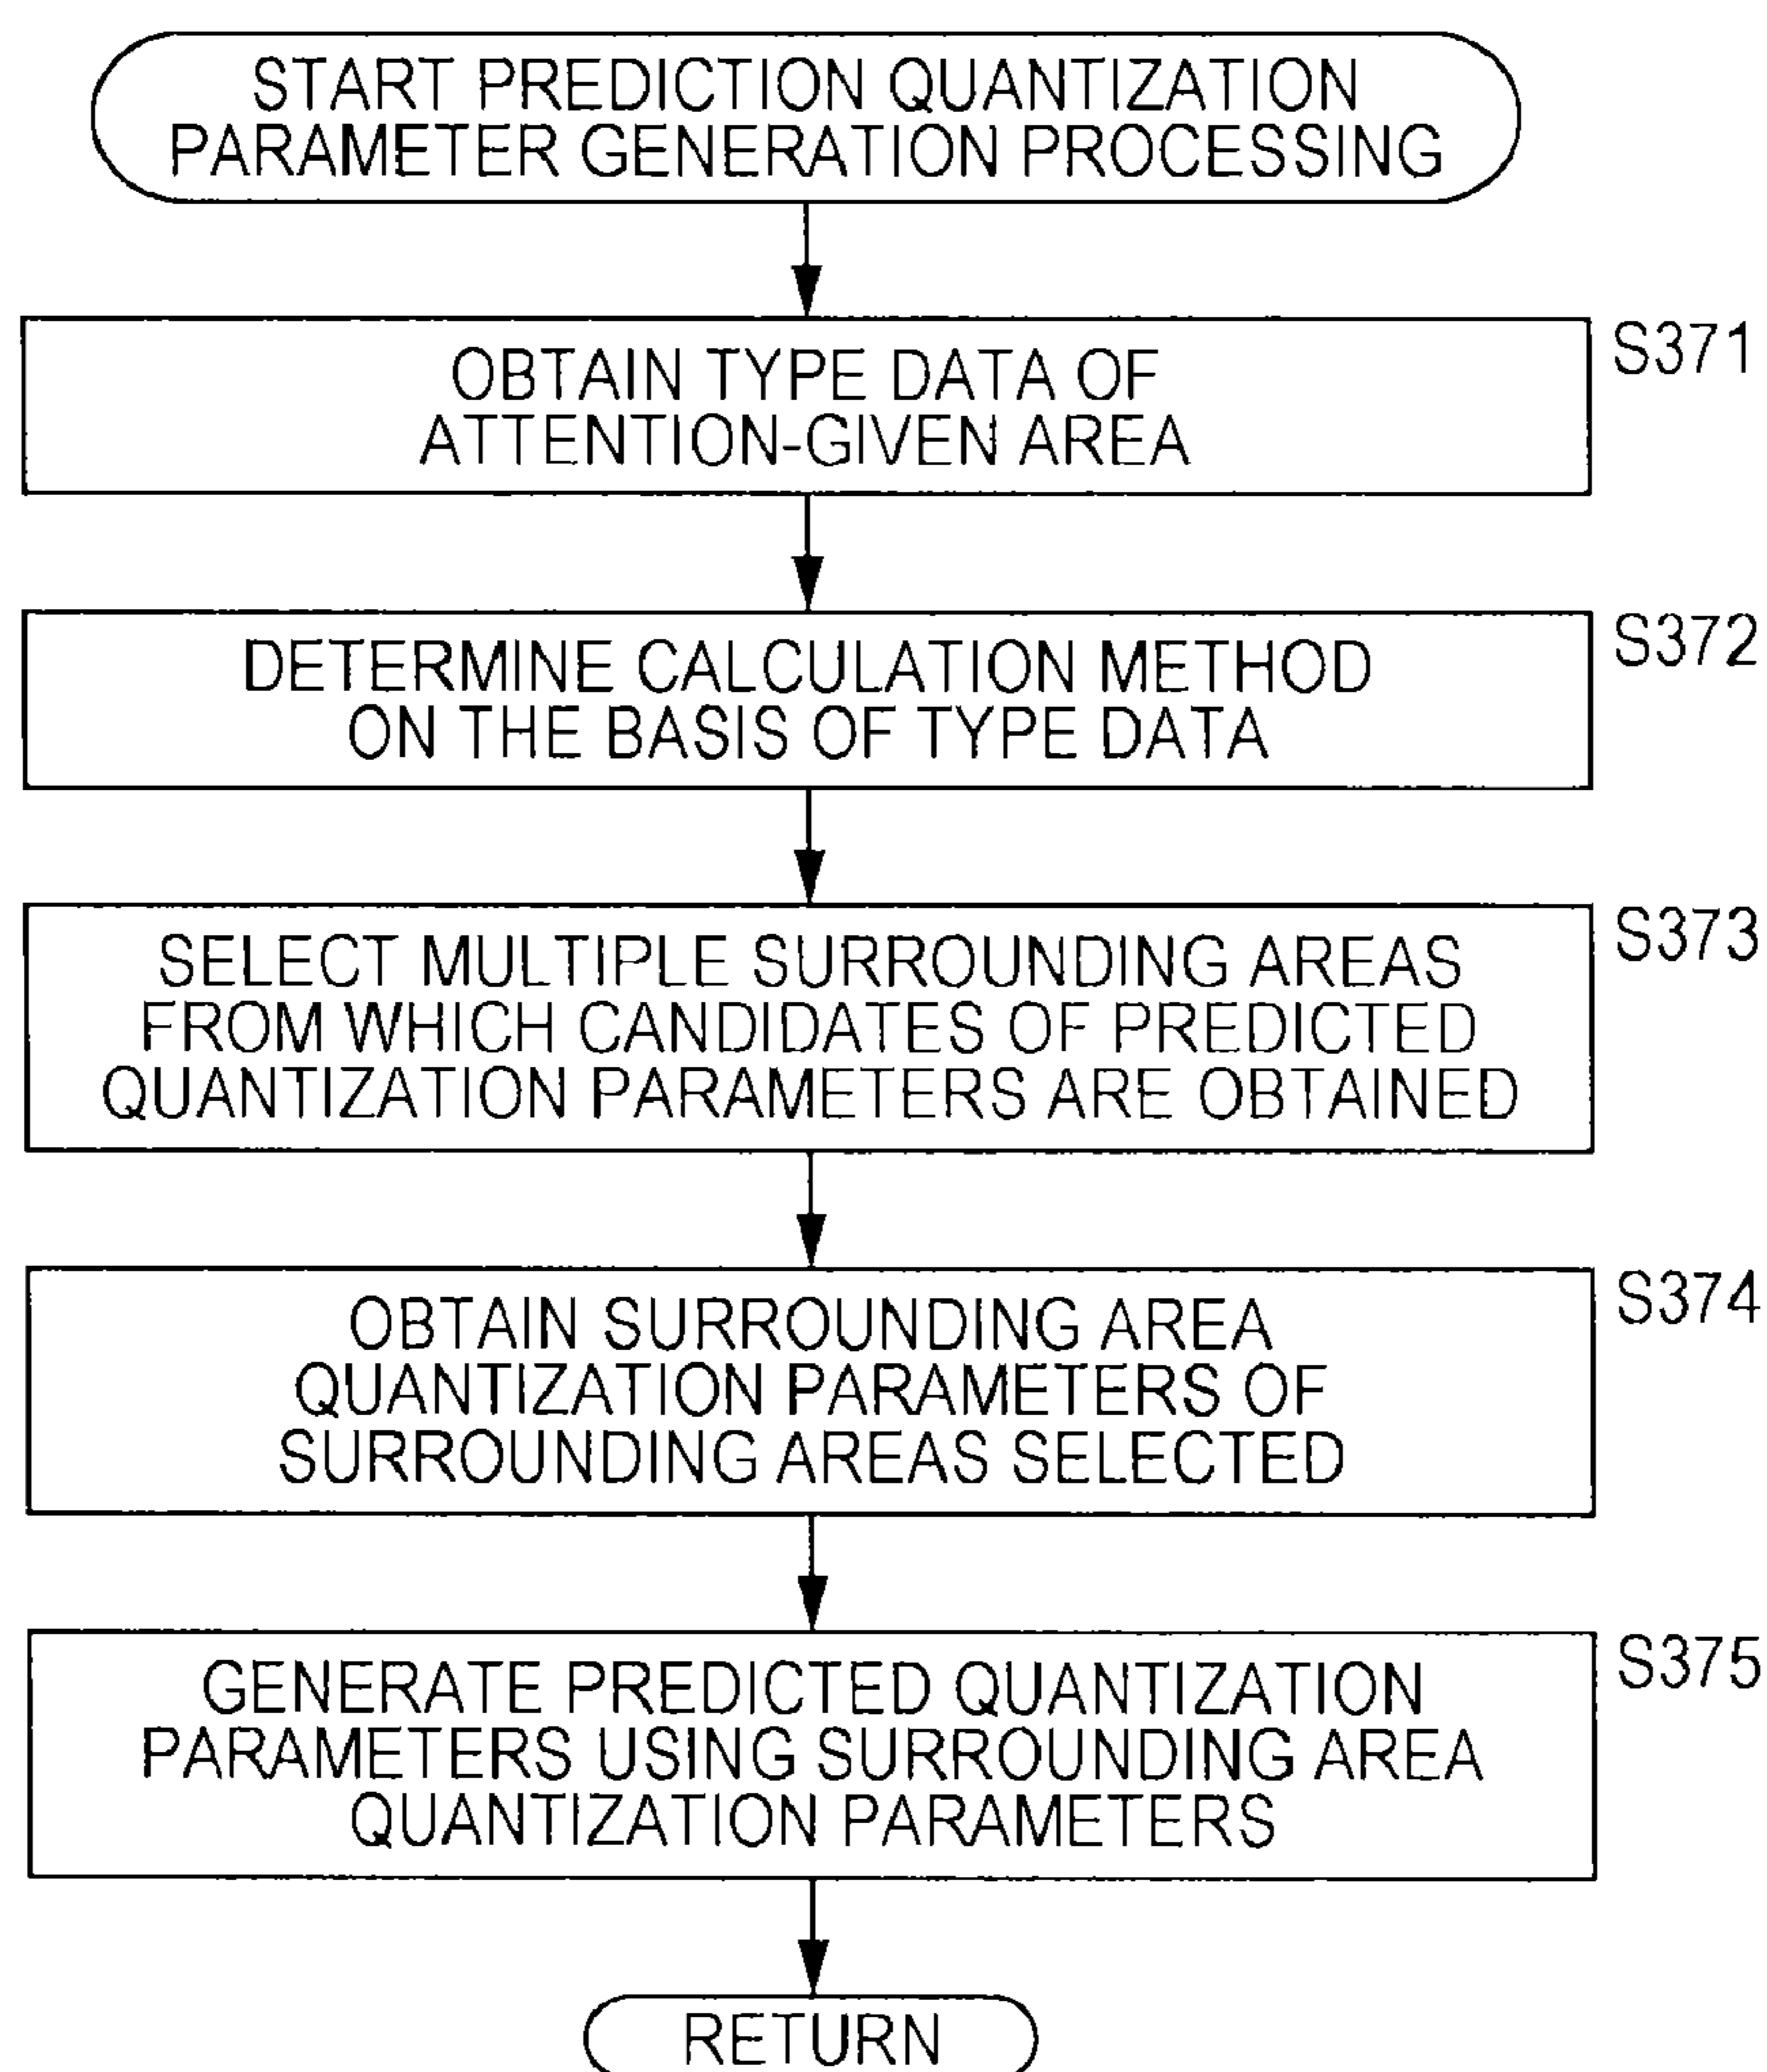 START PREDICTION QUANTIZATION
PARAMETER GENERATION PROCESSING
S371
OBTAIN TYPE DATA OF
ATTENTION-GIVEN AREA
S372
DETERMINE CALCULATION METHOD
ON THE BASIS OF TYPE DATA
S373
SELECT MULTIPLE SURROUNDING AREAS
FROM WHICH CANDIDATES OF PREDICTED
QUANTIZATION PARAMETERS ARE OBTAINED
S374
OBTAIN SURROUNDING AREA
QUANTIZATION PARAMETERS OF
SURROUNDING AREAS SELECTED
S375
GENERATE PREDICTED QUANTIZATION
PARAMETERS USING SURROUNDING AREA
QUANTIZATION PARAMETERS
RETURN